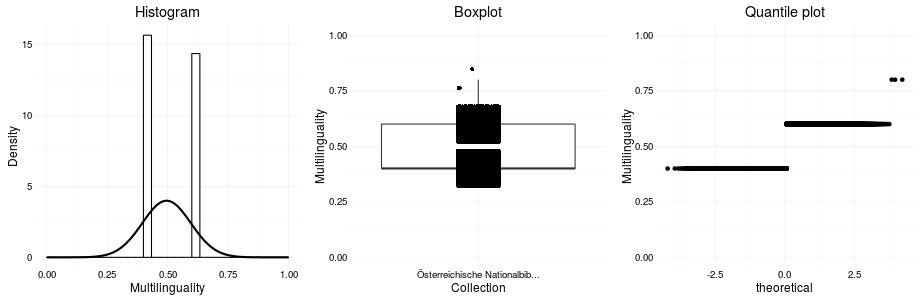 Histogram
Density
15
10
5
0
0.00 0.25 0.50 0.75 1.00
Multilinguality
Boxplot
Multilinguality
1.00
0.75
0.50
0.25
0.00
Österreichische Nationalbib...
Collection
Quantile plot
Multilinguality
1.00
0.75
0.50
0.25
0.00
-2.5 0.0 2.5
theoretical